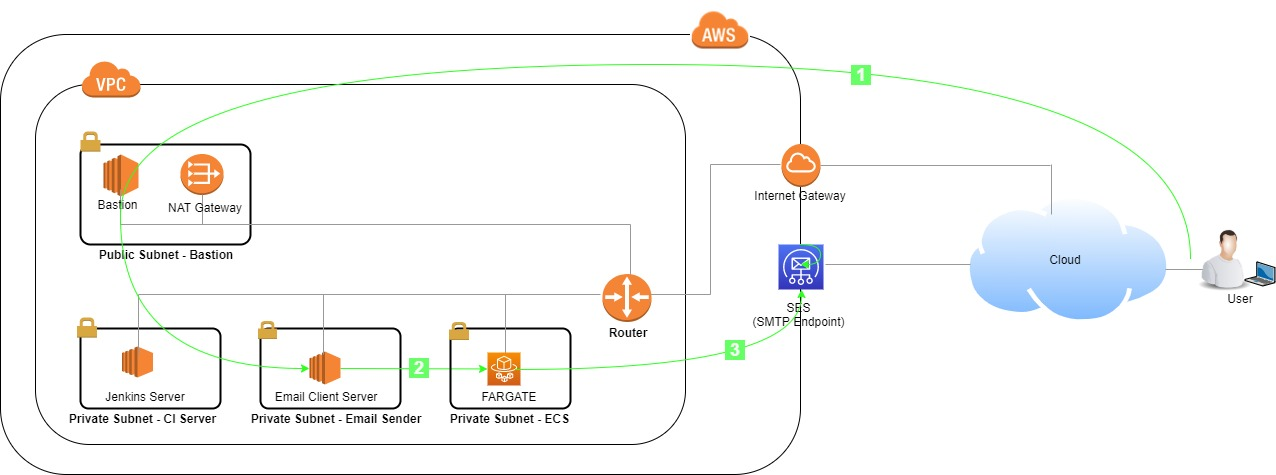 AWS
VPC
1
Bastion
NAT Gateway
Public Subnet - Bastion
Internet Gateway
SES
(SMTP Endpoint)
Cloud
User
Router
2
3
Jenkins Server
Private Subnet - CI Server
Email Client Server
Private Subnet - Email Sender
FARGATE
Private Subnet - ECS